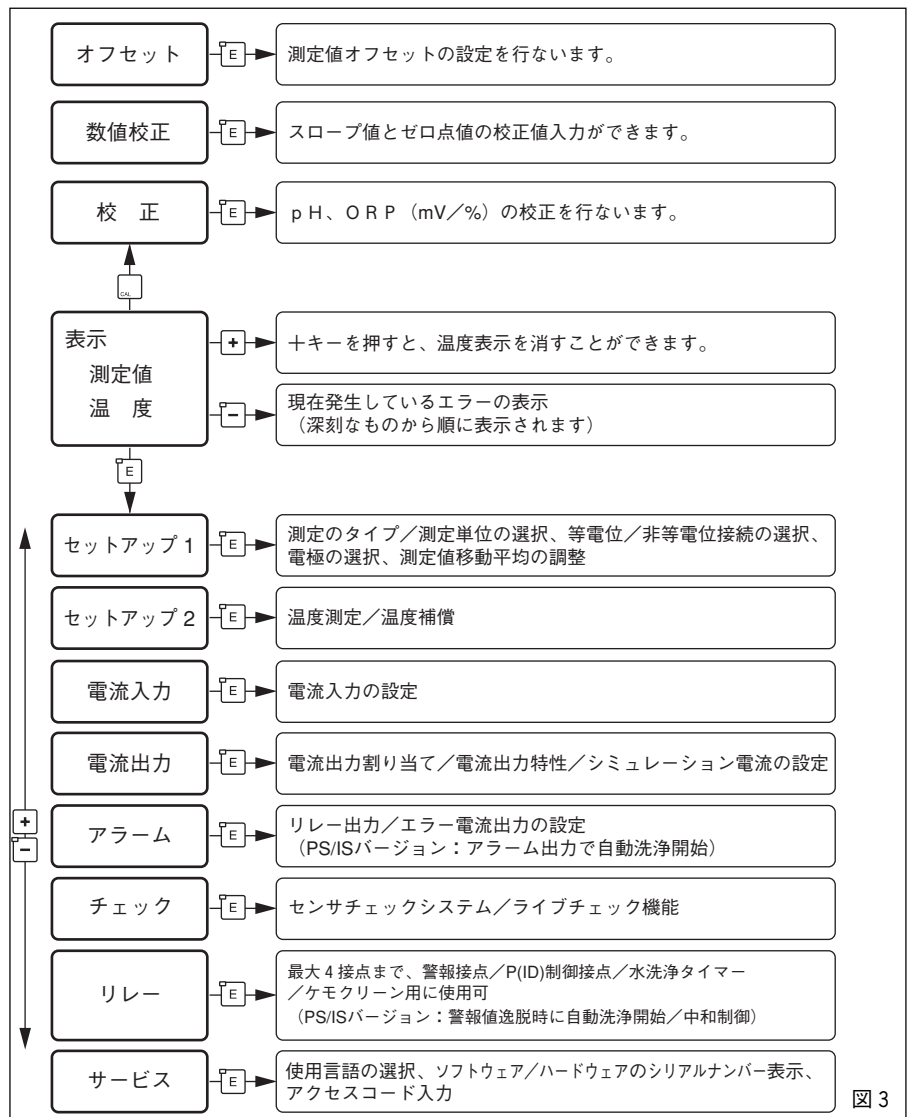 オフセット
E
測定値オフセットの設定を行ないます。
数値校正
E
スロープ値とゼロ点値の校正値入力ができます。
校　正
E
ｐＨ、ＯＲＰ（mV／%）の校正を行ないます。
CAL
表示
測定値
温　度
+
十キーを押すと、温度表示を消すことができます。
−
現在発生しているエラーの表示
（深刻なものから順に表示されます）
E
セットアップ 1
E
測定のタイプ／測定単位の選択、等電位／非等電位接続の選択、
電極の選択、測定値移動平均の調整
セットアップ 2
E
温度測定／温度補償
電流入力
E
電流入力の設定
電流出力
E
電流出力割り当て／電流出力特性／シミュレーション電流の設定
+
−
アラーム
E
リレー出力／エラー電流出力の設定
（PS/ISバージョン：アラーム出力で自動洗浄開始）
チェック
E
センサチェックシステム／ライブチェック機能
リレー
E
最大 4 接点まで、警報接点／P(ID)制御接点／水洗浄タイマー
／ケモクリーン用に使用可
（PS/ISバージョン：警報値逸脱時に自動洗浄開始／中和制御）
サービス
E
使用言語の選択、ソフトウェア／ハードウェアのシリアルナンバー表示、
アクセスコード入力
図 3